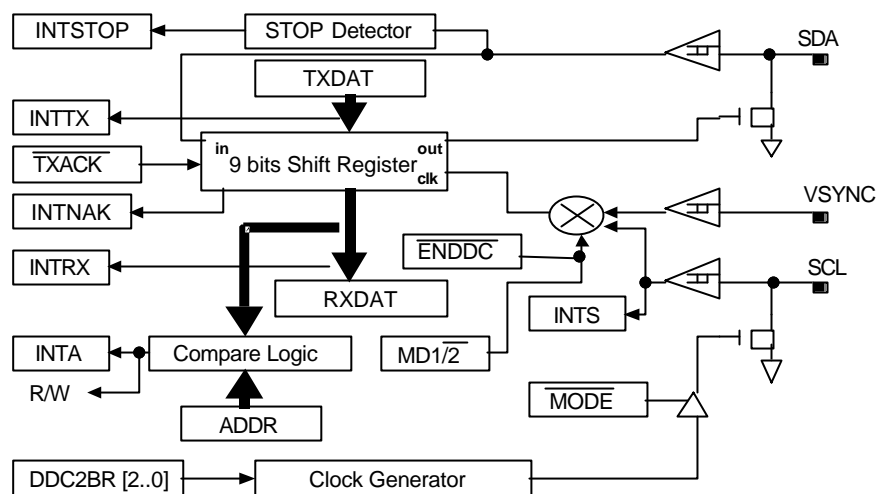 INTSTOP
STOP Detector
SDA
TXDAT
INTTX
in
out
9 bits Shift Register
clk
TXACK
INTNAK
VSYNC
ENDDC
INTRX
RXDAT
SCL
INTS
INTA
Compare Logic
MD1/2
R/W
MODE
ADDR
DDC2BR [2..0]
Clock Generator